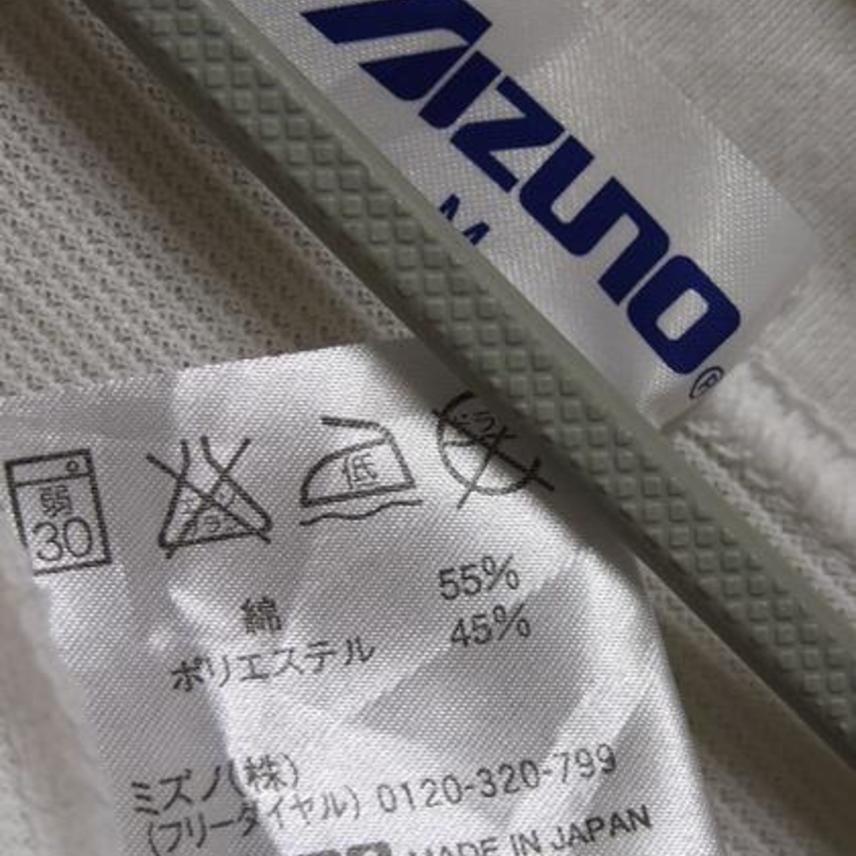 MIZUNO®
M
弱
30
低
綿 55%
ポリエステル 45%
ミズノ(株)
(フリーダイヤル) 0120-320-799
MADE IN JAPAN